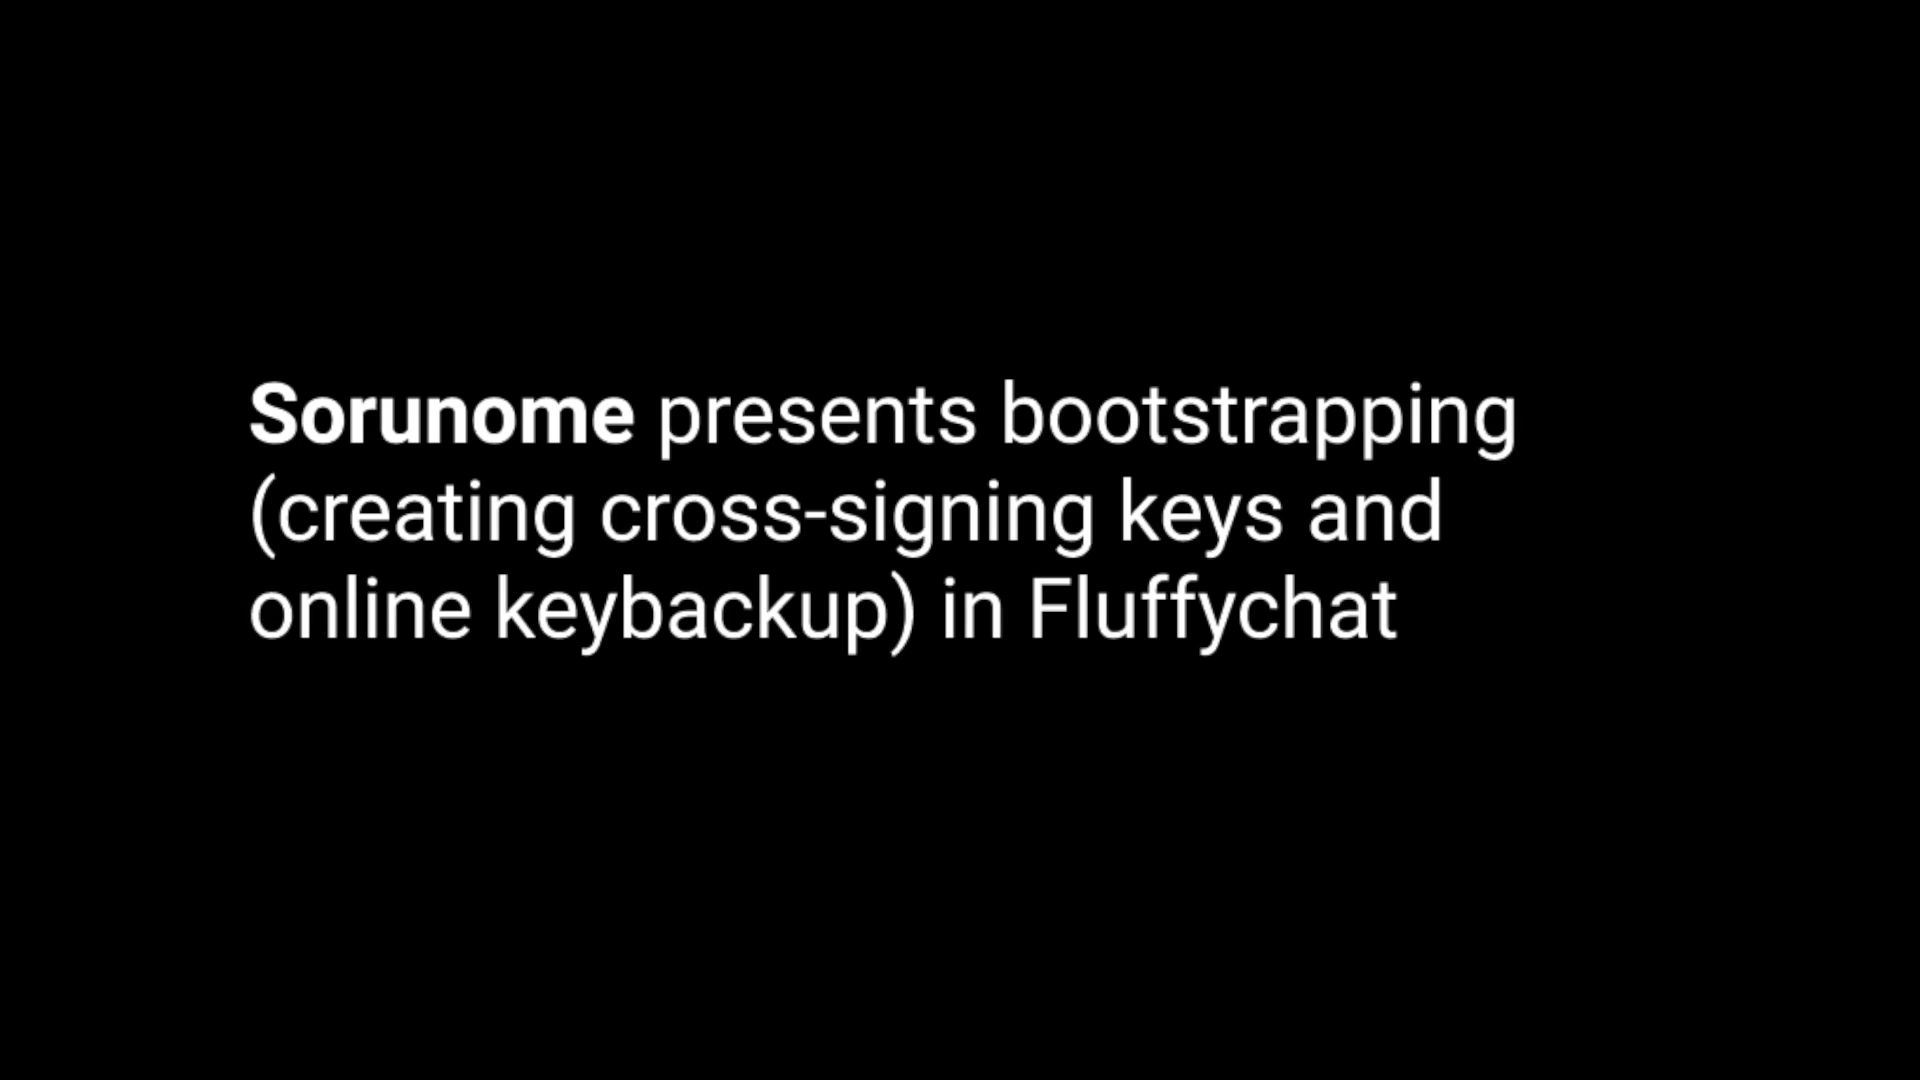 Sorunome presents bootstrapping
(creating cross-signing keys and
online keybackup) in Fluffychat